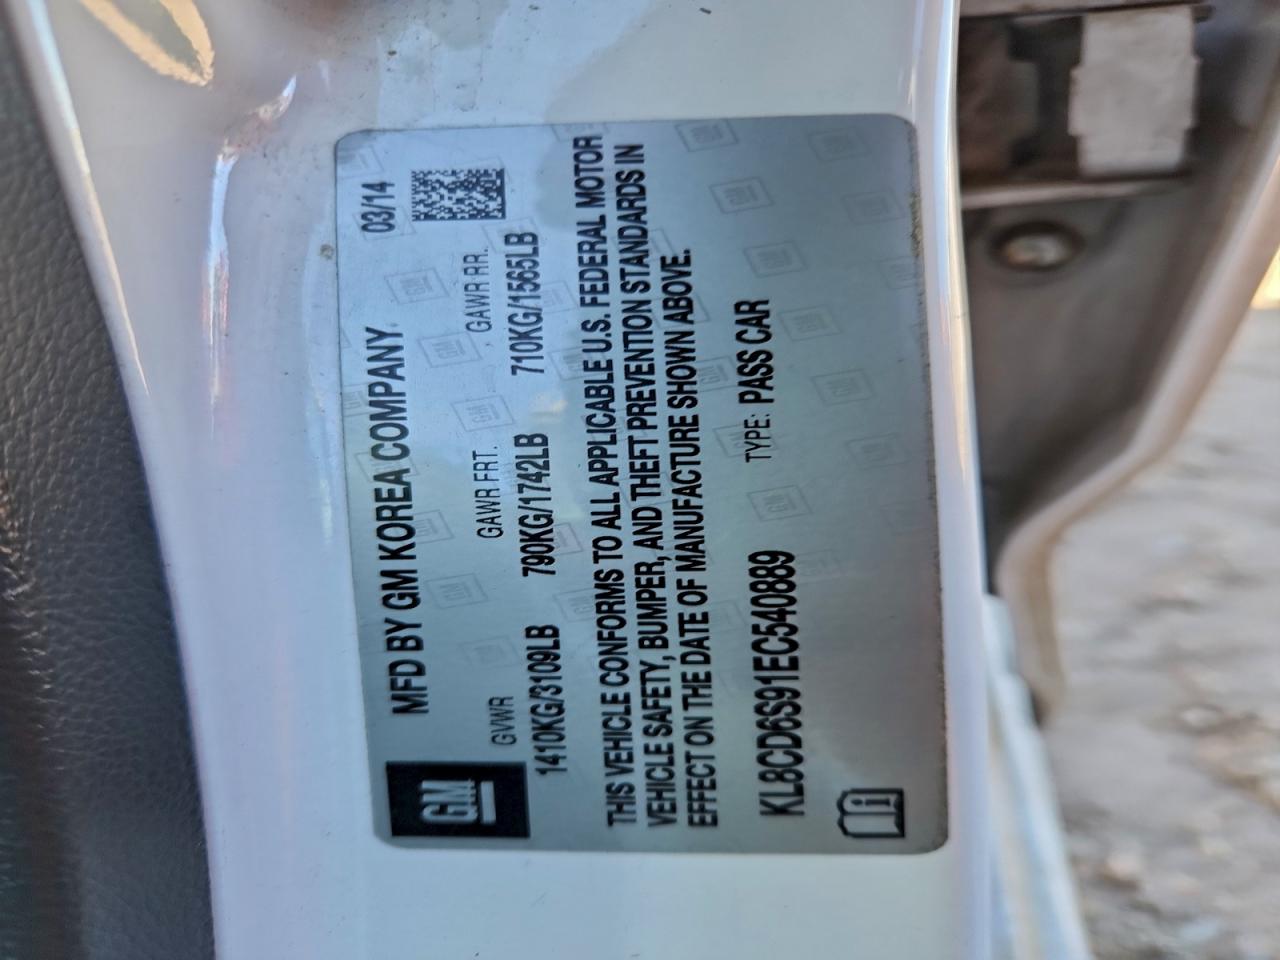 GM
MFD BY GM KOREA COMPANY 03/14
GVWR GAWR FRT. GAWR RR.
1410KG/3109LB 790KG/1742LB 710KG/1565LB
THIS VEHICLE CONFORMS TO ALL APPLICABLE U.S. FEDERAL MOTOR
VEHICLE SAFETY, BUMPER, AND THEFT PREVENTION STANDARDS IN
EFFECT ON THE DATE OF MANUFACTURE SHOWN ABOVE.
KL8CD6S91EC540889 TYPE: PASS CAR